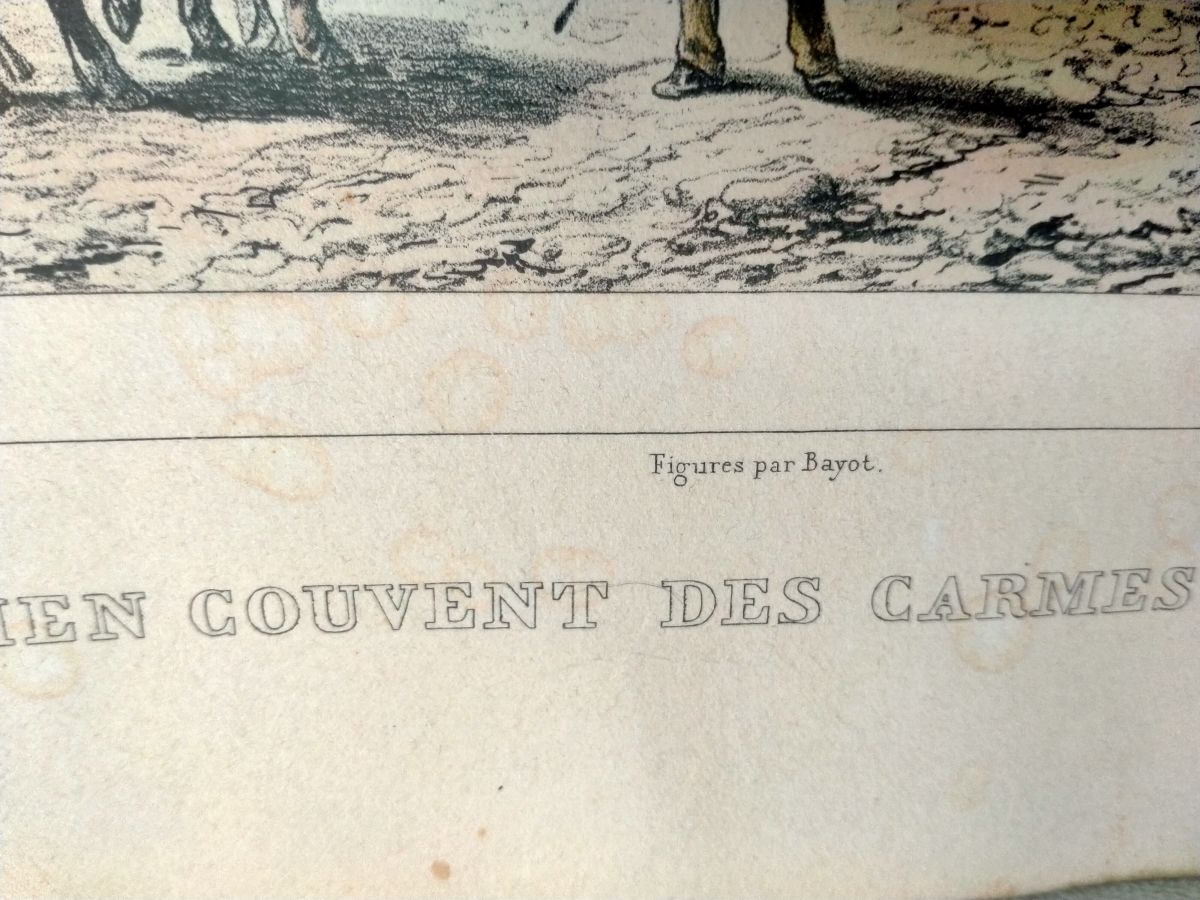 Figures par Bayot.
IEN COUVENT DES CARMES